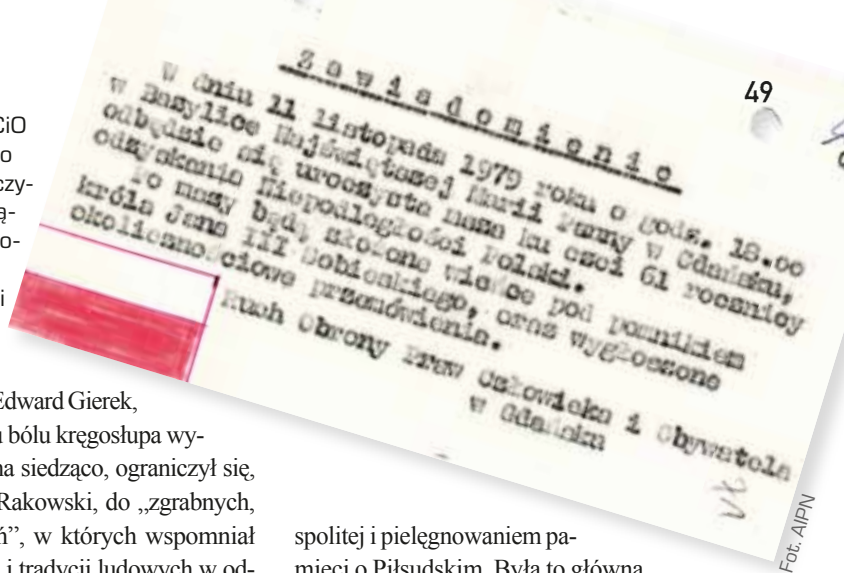 CiO
o
czy-
ą-
o-
i
Zawiadomienie
49
W dniu 11 listopada 1979 roku o godz. 18.oo
w Bazylice Najświętszej Marii Panny w Gdańsku,
odbędzie się uroczysta msza ku czci 61 rocznicy
odzyskania Niepodległości Polski.
Po mszy będą złożone wieńce pod pomnikiem
króla Jana III Sobieskiego, oraz wygłoszone
okolicznościowe przemówienia.
Ruch Obrony Praw Człowieka i Obywatela
w Gdańsku
Fot. AIPN
Edward Gierek,
u bólu kręgosłupa wy-
na siedząco, ograniczył się,
Rakowski, do „zgrabnych,
ń”, w których wspomniał
i tradycji ludowych w od-
spolitej i pielęgnowaniem pa-
mięci o Piłsudskim. Była to główna